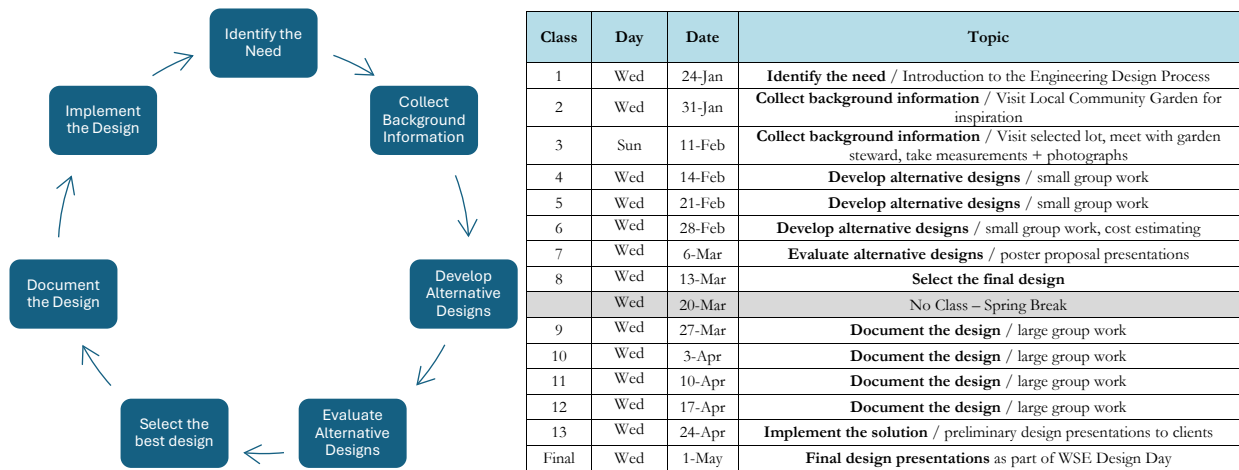 Identify the
Need
Collect
Background
Information
Develop
Alternative
Designs
Evaluate
Alternative
Designs
Select the
best design
Document
the Design
Implement
the Design
Class Day Date Topic
1 Wed 24-Jan Identify the need / Introduction to the Engineering Design Process
2 Wed 31-Jan Collect background information / Visit Local Community Garden for
inspiration
3 Sun 11-Feb Collect background information / Visit selected lot, meet with garden
steward, take measurements + photographs
4 Wed 14-Feb Develop alternative designs / small group work
5 Wed 21-Feb Develop alternative designs / small group work
6 Wed 28-Feb Develop alternative designs / small group work, cost estimating
7 Wed 6-Mar Evaluate alternative designs / poster proposal presentations
8 Wed 13-Mar Select the final design
Wed 20-Mar No Class – Spring Break
9 Wed 27-Mar Document the design / large group work
10 Wed 3-Apr Document the design / large group work
11 Wed 10-Apr Document the design / large group work
12 Wed 17-Apr Document the design / large group work
13 Wed 24-Apr Implement the solution / preliminary design presentations to clients
Final Wed 1-May Final design presentations as part of WSE Design Day